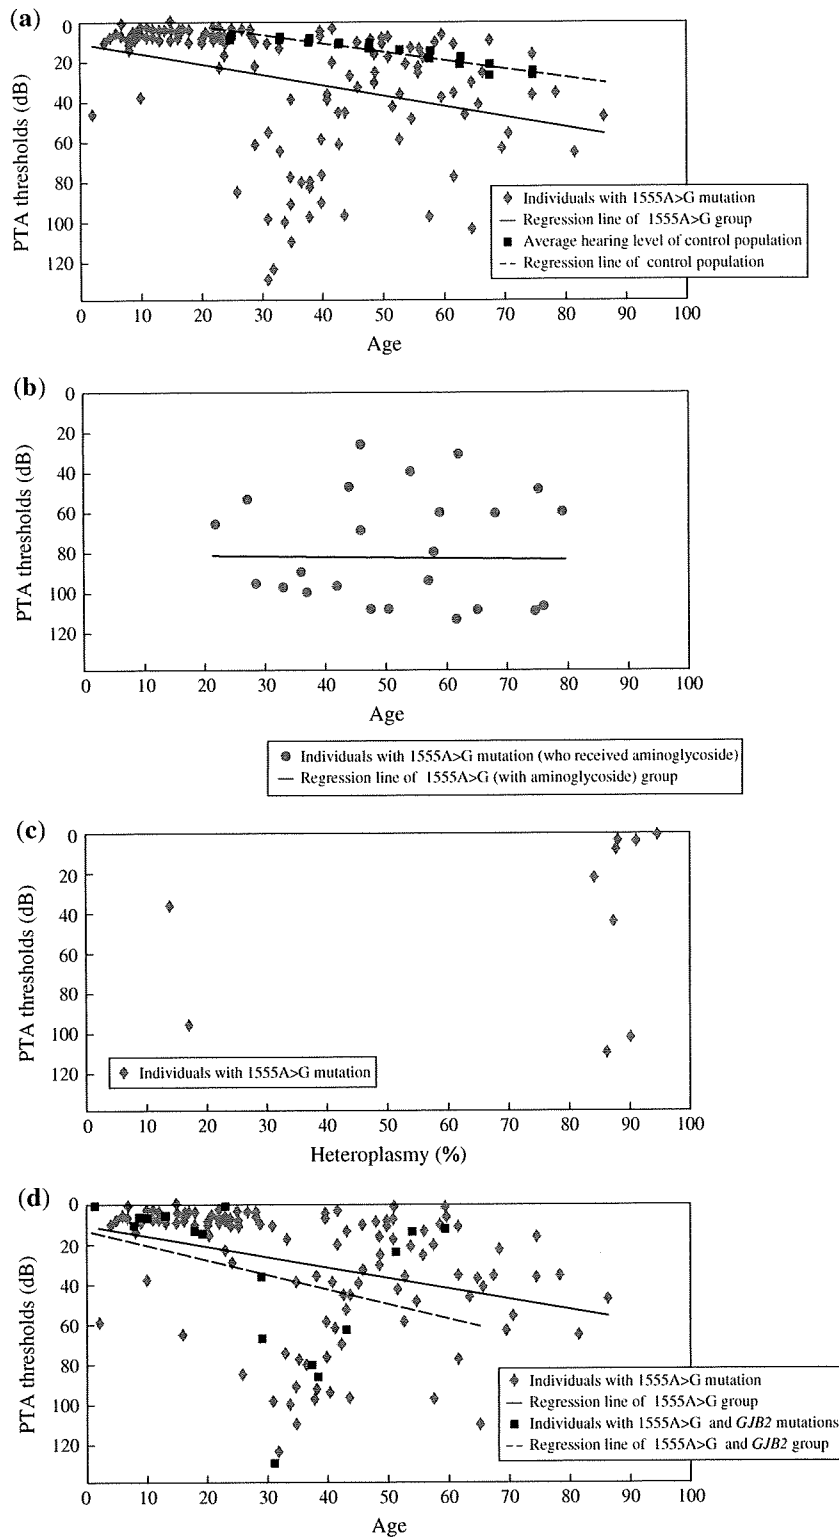 (a)
0
20
40
60
80
100
120
PTA thresholds (dB)
Individuals with 1555A>G mutation
Regression line of 1555A>G group
Average hearing level of control population
Regression line of control population
0 10 20 30 40 50 60 70 80 90 100
Age
(b)
0
20
40
60
80
100
120
PTA thresholds (dB)
0 10 20 30 40 50 60 70 80 90 100
Age
Individuals with 1555A>G mutation (who received aminoglycoside)
Regression line of 1555A>G (with aminoglycoside) group
(c)
0
20
40
60
80
100
120
PTA thresholds (dB)
Individuals with 1555A>G mutation
0 10 20 30 40 50 60 70 80 90 100
Heteroplasmy (%)
(d)
0
20
40
60
80
100
120
PTA thresholds (dB)
Individuals with 1555A>G mutation
Regression line of 1555A>G group
Individuals with 1555A>G and GJB2 mutations
Regression line of 1555A>G and GJB2 group
0 10 20 30 40 50 60 70 80 90 100
Age